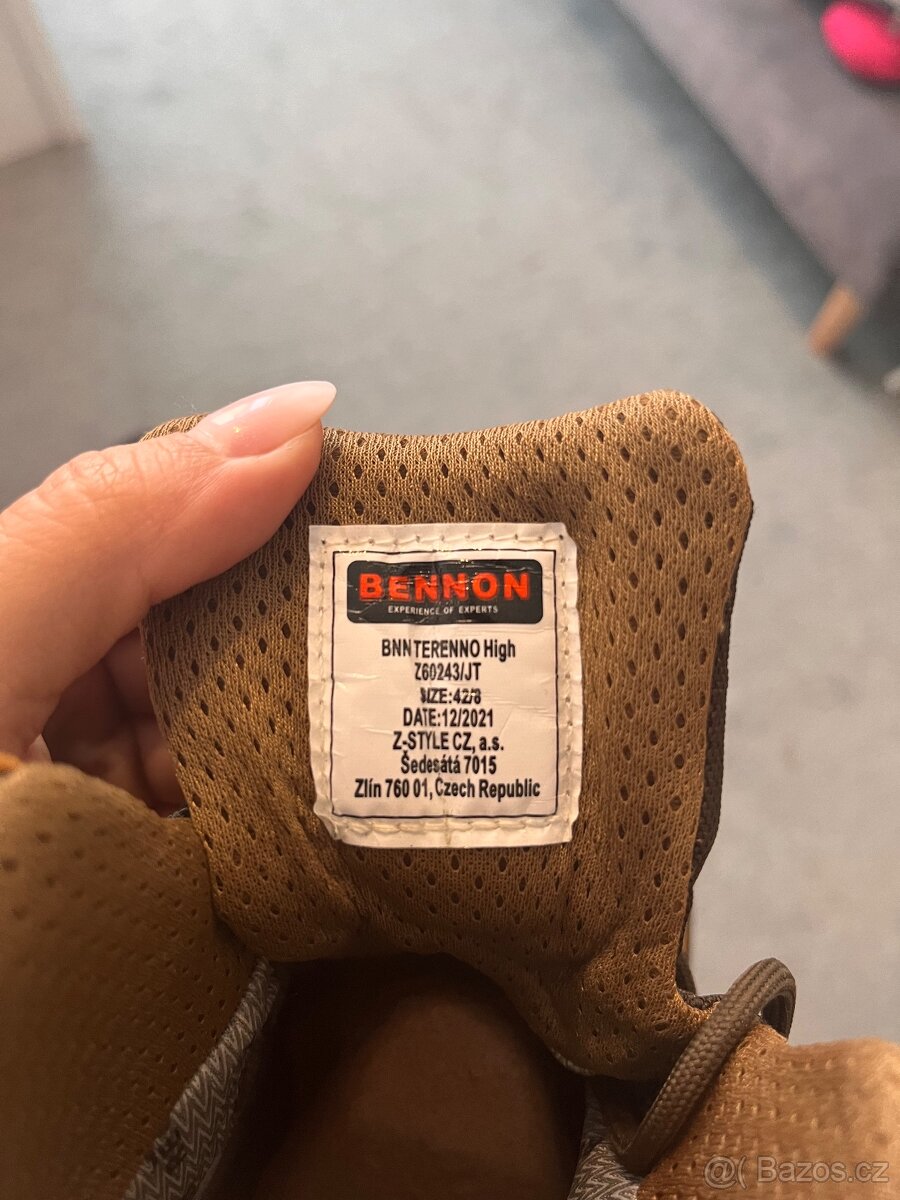 BENNON
EXPERIENCE OF EXPERTS
BNN TERENNO High
Z60243/JT
SIZE:42/8
DATE:12/2021
Z-STYLE CZ, a.s.
Šedesátá 7015
Zlín 760 01, Czech Republic
@( Bazos.cz